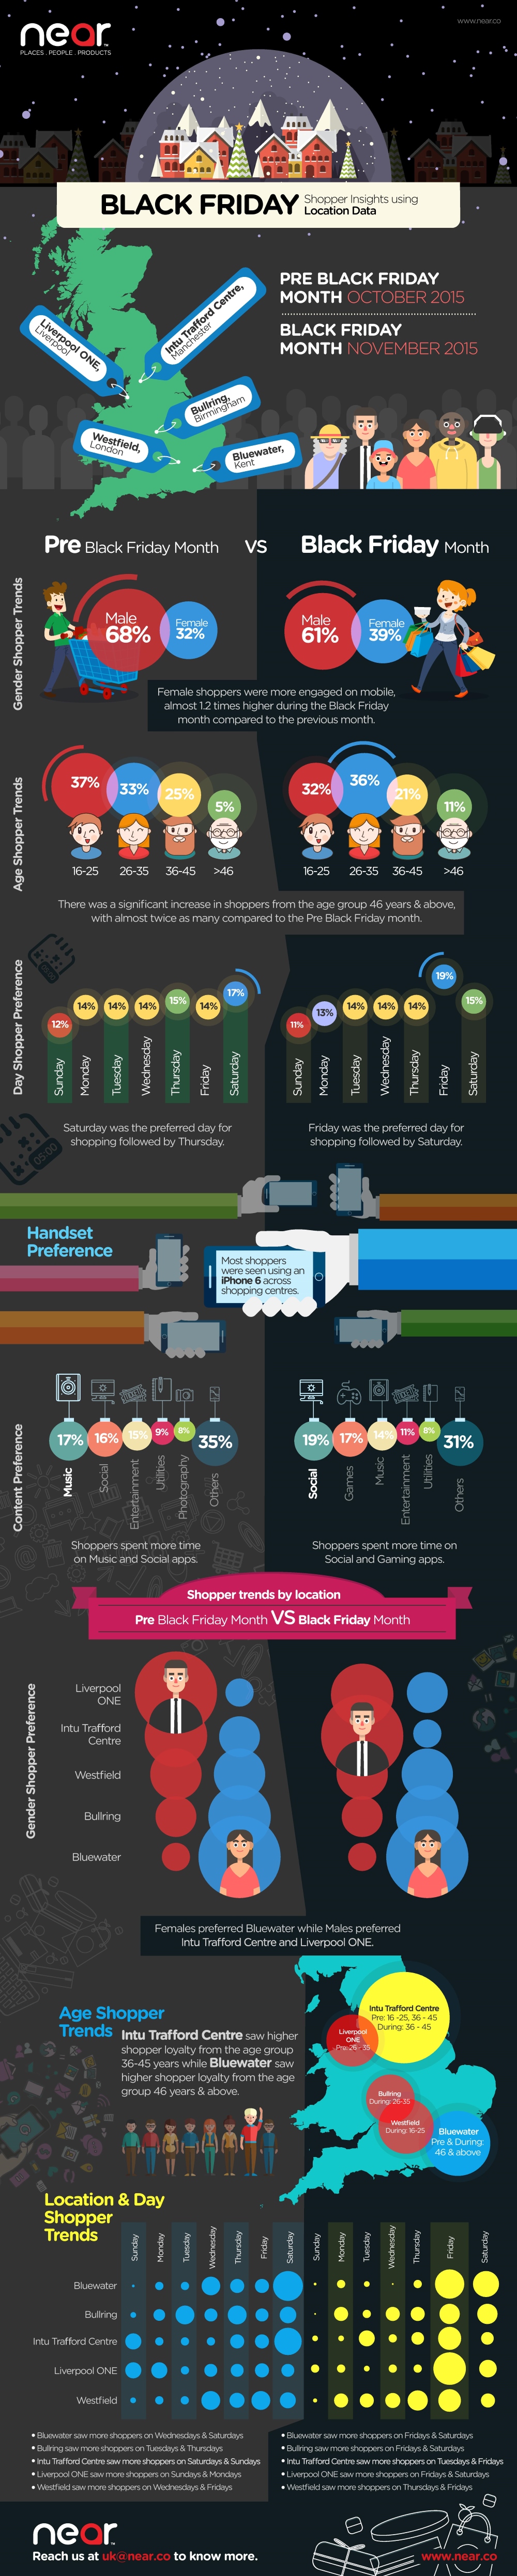 www.near.co
near
PLACES . PEOPLE . PRODUCTS
BLACK FRIDAY
Shopper Insights using
Location Data
PRE BLACK FRIDAY
MONTH OCTOBER 2015
BLACK FRIDAY
MONTH NOVEMBER 2015
Liverpool ONE,
Liverpool
Intu Trafford Centre,
Manchester
Bullring,
Birmingham
Westfield,
London
Bluewater,
Kent
Pre Black Friday Month
VS
Black Friday Month
Gender Shopper Trends
Male
68%
Female
32%
Male
61%
Female
39%
Female shoppers were more engaged on mobile,
almost 1.2 times higher during the Black Friday
month compared to the previous month.
Age Shopper Trends
37%
33%
25%
5%
16-25
26-35
36-45
>46
32%
36%
21%
11%
16-25
26-35
36-45
>46
There was a significant increase in shoppers from the age group 46 years & above,
with almost twice as many compared to the Pre Black Friday month.
Day Shopper Preference
12%
14%
14%
14%
15%
14%
17%
Sunday
Monday
Tuesday
Wednesday
Thursday
Friday
Saturday
11%
13%
14%
14%
14%
19%
15%
Sunday
Monday
Tuesday
Wednesday
Thursday
Friday
Saturday
Saturday was the preferred day for
shopping followed by Thursday.
Friday was the preferred day for
shopping followed by Saturday.
05:00
Handset
Preference
Most shoppers
were seen using an
iPhone 6 across
shopping centres.
Content Preference
17%
16%
15%
9%
8%
35%
Music
Social
Entertainment
Utilities
Photography
Others
19%
17%
14%
11%
8%
31%
Social
Games
Music
Entertainment
Utilities
Others
Shoppers spent more time
on Music and Social apps.
Shoppers spent more time on
Social and Gaming apps.
Shopper trends by location
Pre Black Friday Month VS Black Friday Month
Gender Shopper Preference
Liverpool
ONE
Intu Trafford
Centre
Westfield
Bullring
Bluewater
Females preferred Bluewater while Males preferred
Intu Trafford Centre and Liverpool ONE.
Age Shopper
Trends
Intu Trafford Centre saw higher
shopper loyalty from the age group
36-45 years while Bluewater saw
higher shopper loyalty from the age
group 46 years & above.
Intu Trafford Centre
Pre: 16 -25, 36 - 45
During: 36 - 45
Liverpool
ONE
Pre: 26 - 35
Bullring
During: 26-35
Westfield
During: 16-25
Bluewater
Pre & During:
46 & above
Location & Day
Shopper
Trends
Sunday
Monday
Tuesday
Wednesday
Thursday
Friday
Saturday
Sunday
Monday
Tuesday
Wednesday
Thursday
Friday
Saturday
Bluewater
Bullring
Intu Trafford Centre
Liverpool ONE
Westfield
• Bluewater saw more shoppers on Wednesdays & Saturdays
• Bullring saw more shoppers on Tuesdays & Thursdays
• Intu Trafford Centre saw more shoppers on Saturdays & Sundays
• Liverpool ONE saw more shoppers on Sundays & Mondays
• Westfield saw more shoppers on Wednesdays & Fridays
• Bluewater saw more shoppers on Fridays & Saturdays
• Bullring saw more shoppers on Fridays & Saturdays
• Intu Trafford Centre saw more shoppers on Tuesdays & Fridays
• Liverpool ONE saw more shoppers on Fridays & Saturdays
• Westfield saw more shoppers on Thursdays & Fridays
near
Reach us at uk@near.co to know more.
www.near.co